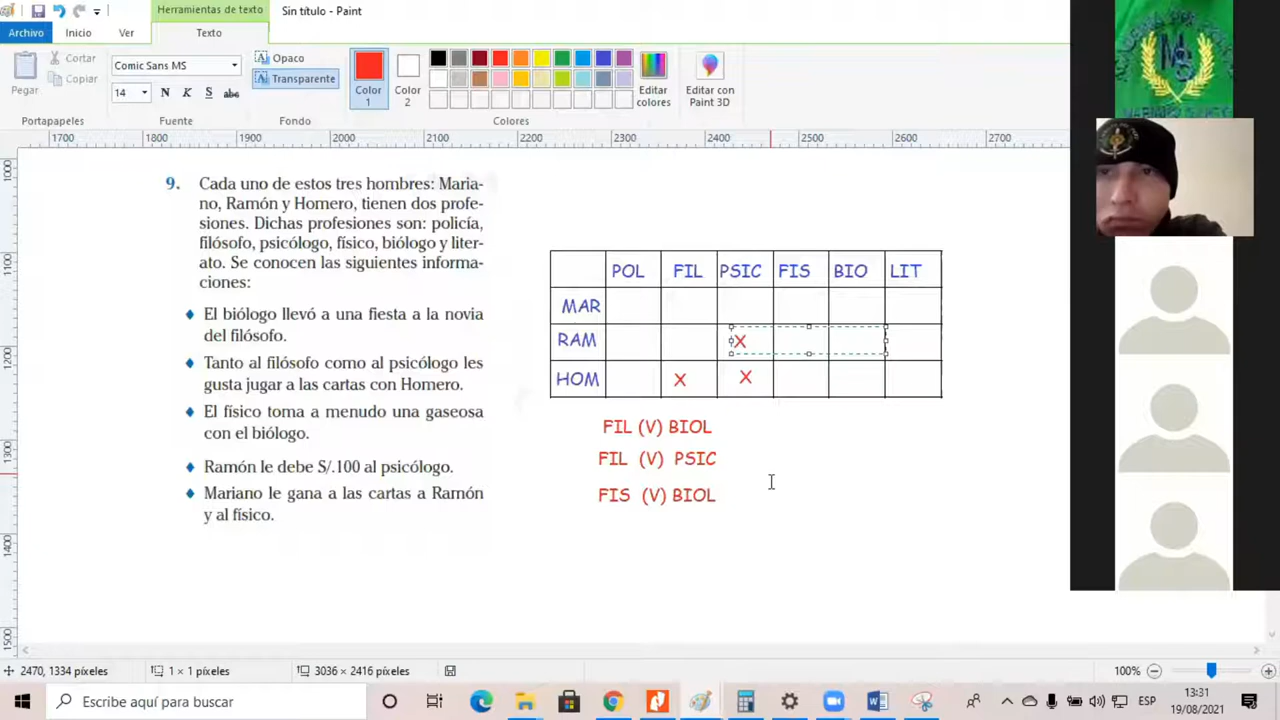 Herramientas de texto
Sin título - Paint
Archivo
Inicio
Ver
Texto
Pegar
Cortar
Copiar
Portapapeles
Comic Sans MS
14
N K S abc
Fuente
Opaco
Transparente
Fondo
Color 1
Color 2
Colores
Editar colores
Editar con Paint 3D
1700 1800 1900 2000 2100 2200 2300 2400 2500 2600 2700
1000
1100
1200
1300
1400
1500
9. Cada uno de estos tres hombres: Maria-
no, Ramón y Homero, tienen dos profe-
siones. Dichas profesiones son: policía,
filósofo, psicólogo, físico, biólogo y liter-
ato. Se conocen las siguientes informa-
ciones:
♦ El biólogo llevó a una fiesta a la novia
del filósofo.
♦ Tanto al filósofo como al psicólogo les
gusta jugar a las cartas con Homero.
♦ El físico toma a menudo una gaseosa
con el biólogo.
♦ Ramón le debe S/.100 al psicólogo.
♦ Mariano le gana a las cartas a Ramón
y al físico.
POL FIL PSIC FIS BIO LIT
MAR
RAM X
HOM X X
FIL (V) BIOL
FIL (V) PSIC
FIS (V) BIOL
2470, 1334 píxeles
1 × 1 píxeles
3036 × 2416 píxeles
100%
Escribe aquí para buscar
ESP
13:31
19/08/2021